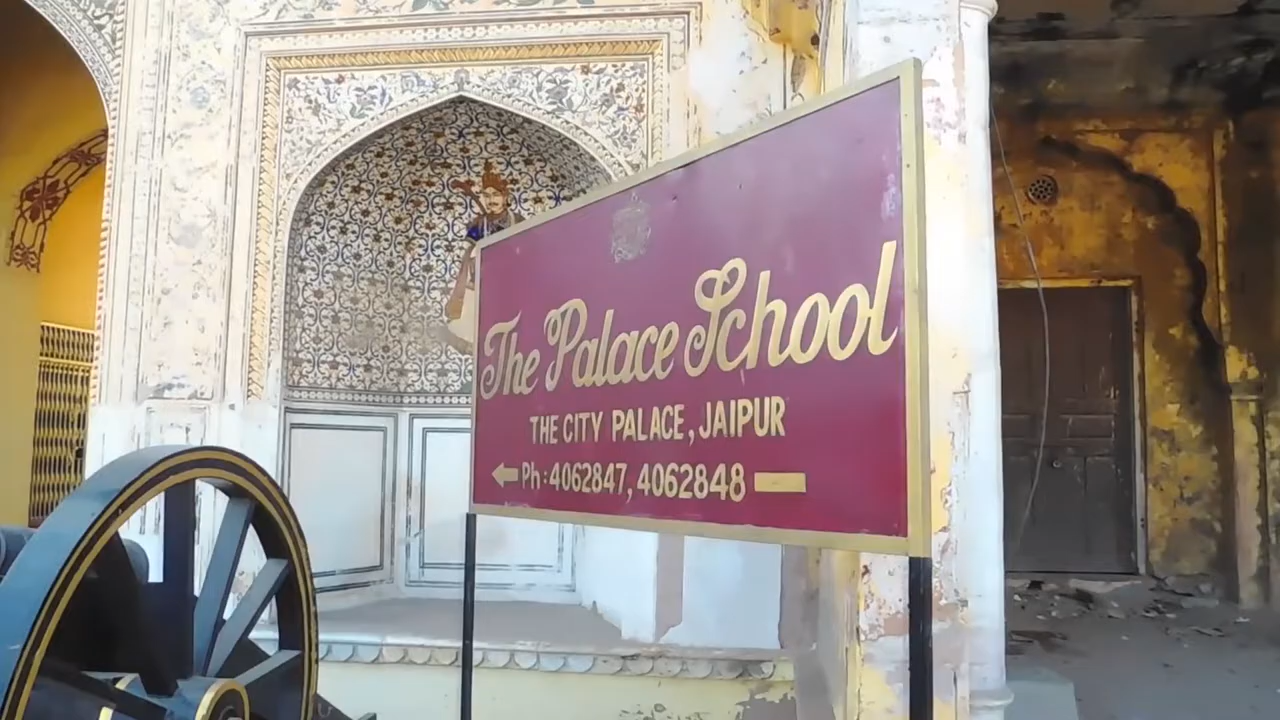 The Palace School
THE CITY PALACE, JAIPUR
Ph : 4062847, 4062848